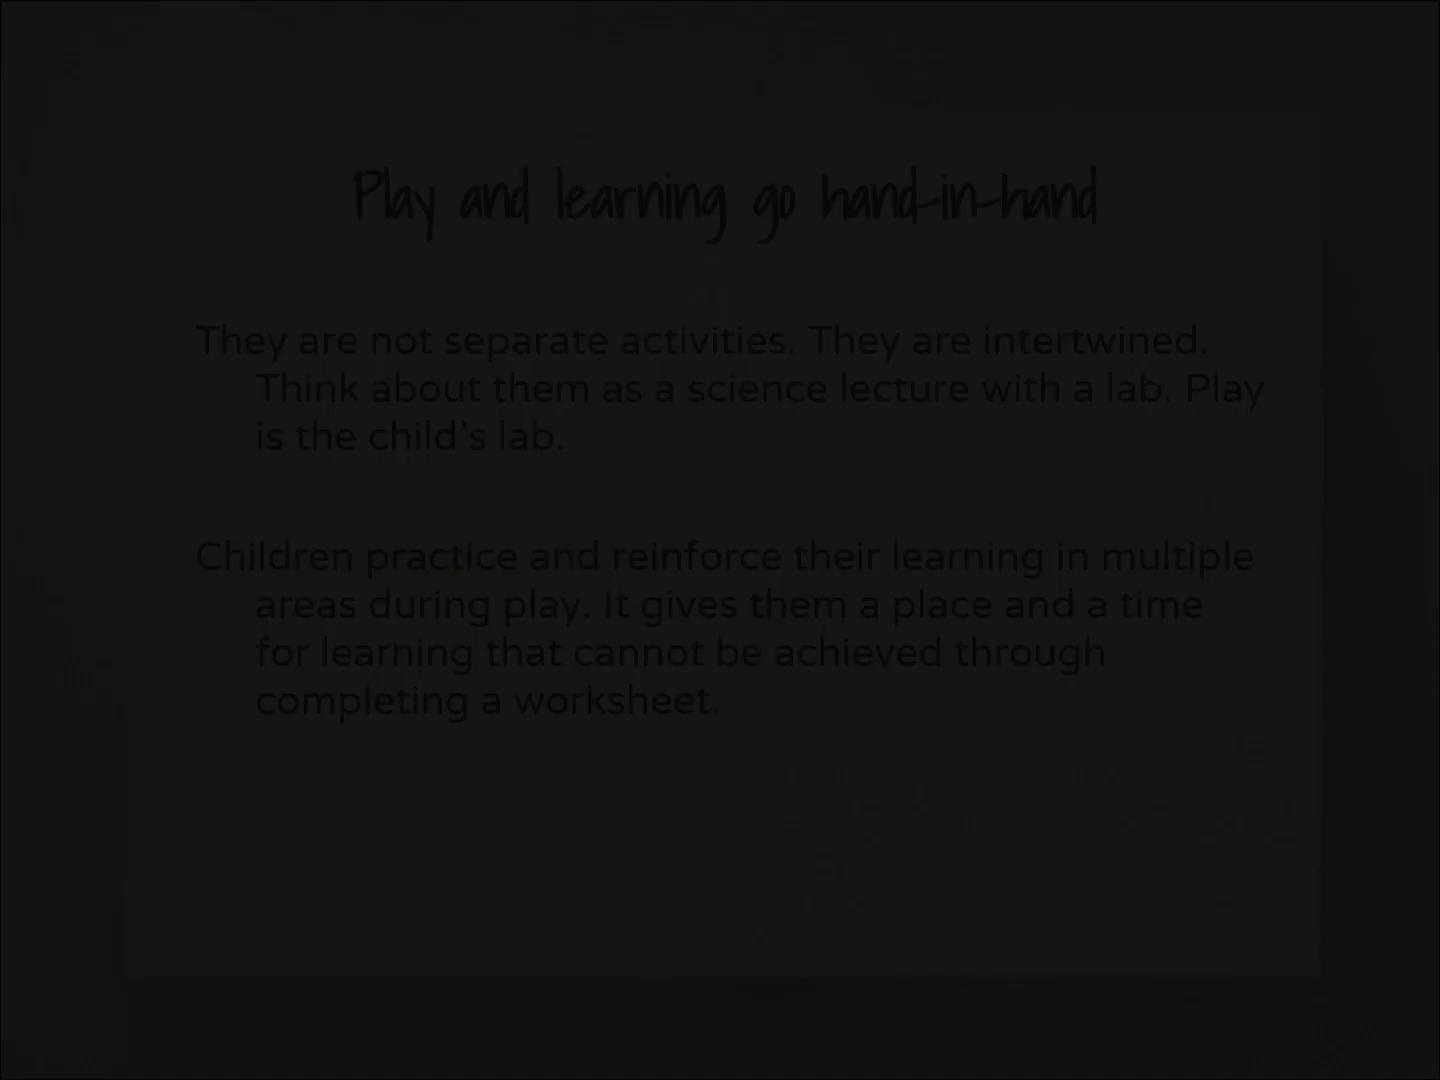 Play and learning go hand-in-hand
They are not separate activities. They are intertwined.
Think about them as a science lecture with a lab. Play
is the child’s lab.
Children practice and reinforce their learning in multiple
areas during play. It gives them a place and a time
for learning that cannot be achieved through
completing a worksheet.